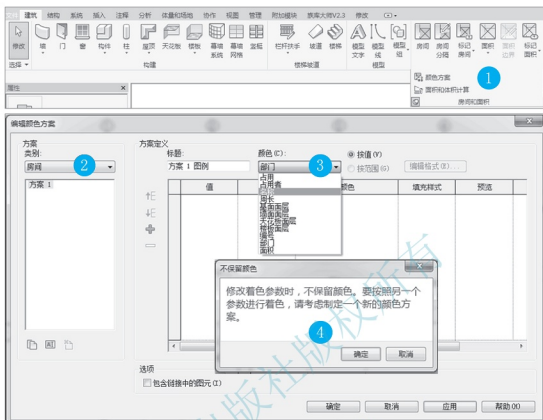 建筑 结构 系统 插入 注释 分析 体量和场地 协作 视图 管理 附加模块 族库大师V2.3 修改
修改 墙 门 窗 构件 柱 屋顶 天花板 楼板 幕墙系统 幕墙网格 竖梃 栏杆扶手 坡道 楼梯 模型文字 模型线 模型组 房间 房间分隔 标记房间 面积 面积边界 标记面积
选择 构建 楼梯坡道 模型
颜色方案 1
面积和体积计算
房间和面积
属性
编辑颜色方案
方案 方案定义
类别: 标题: 颜色(C): 按值(V)
房间 2 方案 1 图例 部门 3 按范围(G) 编辑格式(E)...
方案 1
值 颜色 填充样式 预览
占用
占用者
周长
基面面层
墙面面层
天花板面层
楼板面层
编号
部门
面积
不保留颜色
修改着色参数时，不保留颜色。要按照另一个
参数进行着色，请考虑制定一个新的颜色方
案。
4
确定 取消
选项
包含链接中的图元(I)
确定 取消 应用 帮助(H)